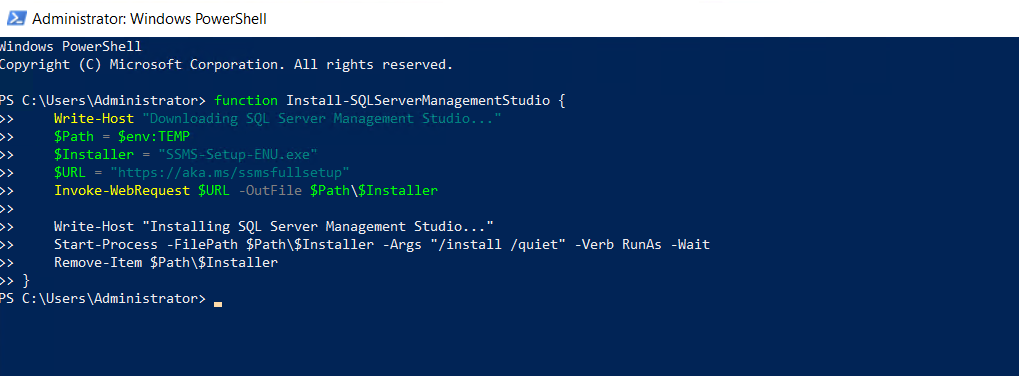 Administrator: Windows PowerShell
Windows PowerShell
Copyright (C) Microsoft Corporation. All rights reserved.
PS C:\Users\Administrator> function Install-SQLServerManagementStudio {
>>     Write-Host "Downloading SQL Server Management Studio..."
>>     $Path = $env:TEMP
>>     $Installer = "SSMS-Setup-ENU.exe"
>>     $URL = "https://aka.ms/ssmsfullsetup"
>>     Invoke-WebRequest $URL -OutFile $Path\$Installer
>>
>>     Write-Host "Installing SQL Server Management Studio..."
>>     Start-Process -FilePath $Path\$Installer -Args "/install /quiet" -Verb RunAs -Wait
>>     Remove-Item $Path\$Installer
>> }
PS C:\Users\Administrator>